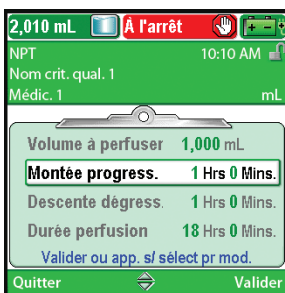 2,010 mL À l'arrêt
NPT 10:10 AM
Nom crit. qual. 1
Médic. 1 mL
Volume à perfuser 1,000 mL
Montée progress. 1 Hrs 0 Mins.
Descente dégress. 1 Hrs 0 Mins.
Durée perfusion 18 Hrs 0 Mins.
Valider ou app. s/ sélect pr mod.
Quitter Valider